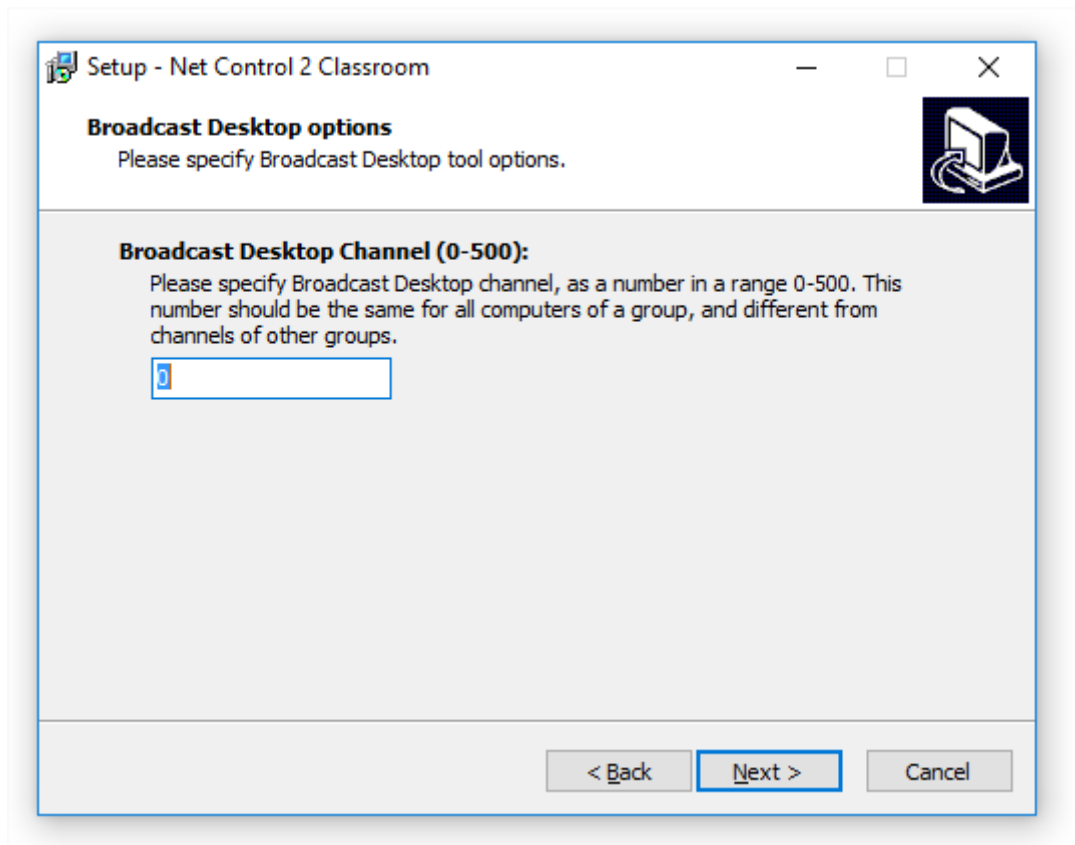 Setup - Net Control 2 Classroom
Broadcast Desktop options
Please specify Broadcast Desktop tool options.
Broadcast Desktop Channel (0-500):
Please specify Broadcast Desktop channel, as a number in a range 0-500. This
number should be the same for all computers of a group, and different from
channels of other groups.
0
< Back Next > Cancel